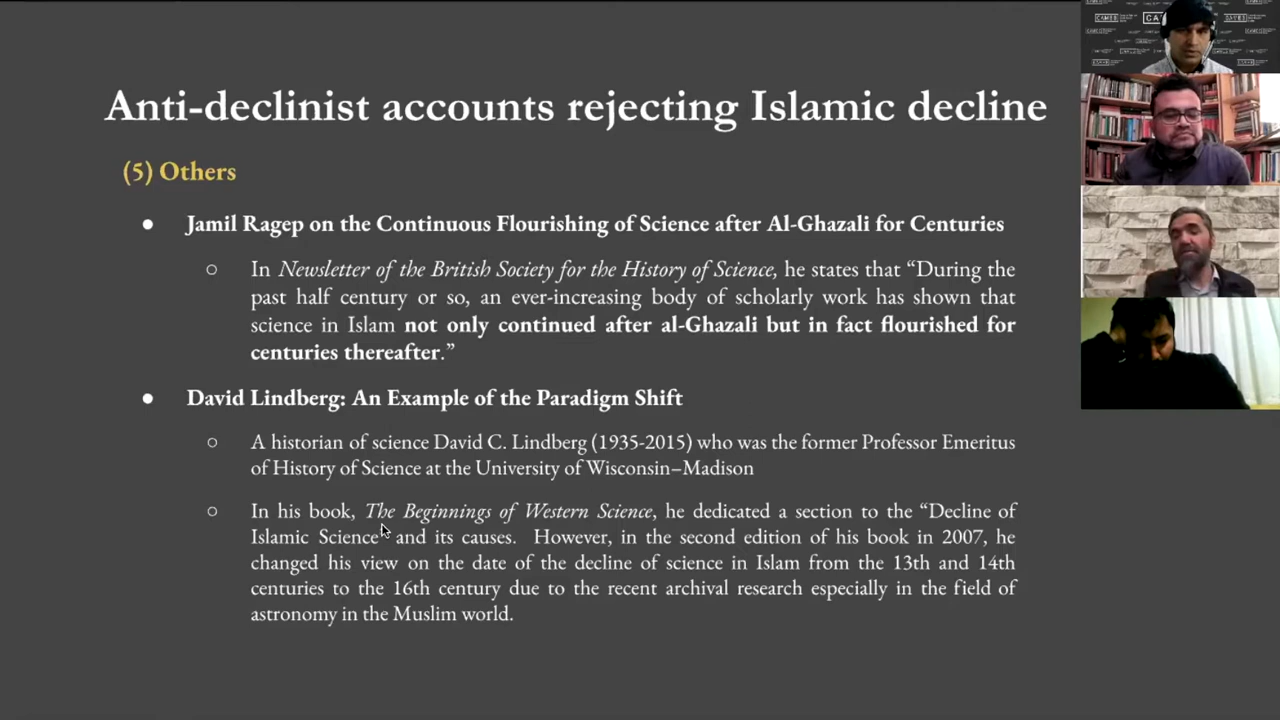 Anti-declinist accounts rejecting Islamic decline
(5) Others
● Jamil Ragep on the Continuous Flourishing of Science after Al-Ghazali for Centuries
○ In Newsletter of the British Society for the History of Science, he states that “During the
past half century or so, an ever-increasing body of scholarly work has shown that
science in Islam not only continued after al-Ghazali but in fact flourished for
centuries thereafter.”
● David Lindberg: An Example of the Paradigm Shift
○ A historian of science David C. Lindberg (1935-2015) who was the former Professor Emeritus
of History of Science at the University of Wisconsin–Madison
○ In his book, The Beginnings of Western Science, he dedicated a section to the “Decline of
Islamic Science” and its causes. However, in the second edition of his book in 2007, he
changed his view on the date of the decline of science in Islam from the 13th and 14th
centuries to the 16th century due to the recent archival research especially in the field of
astronomy in the Muslim world.
CAMES